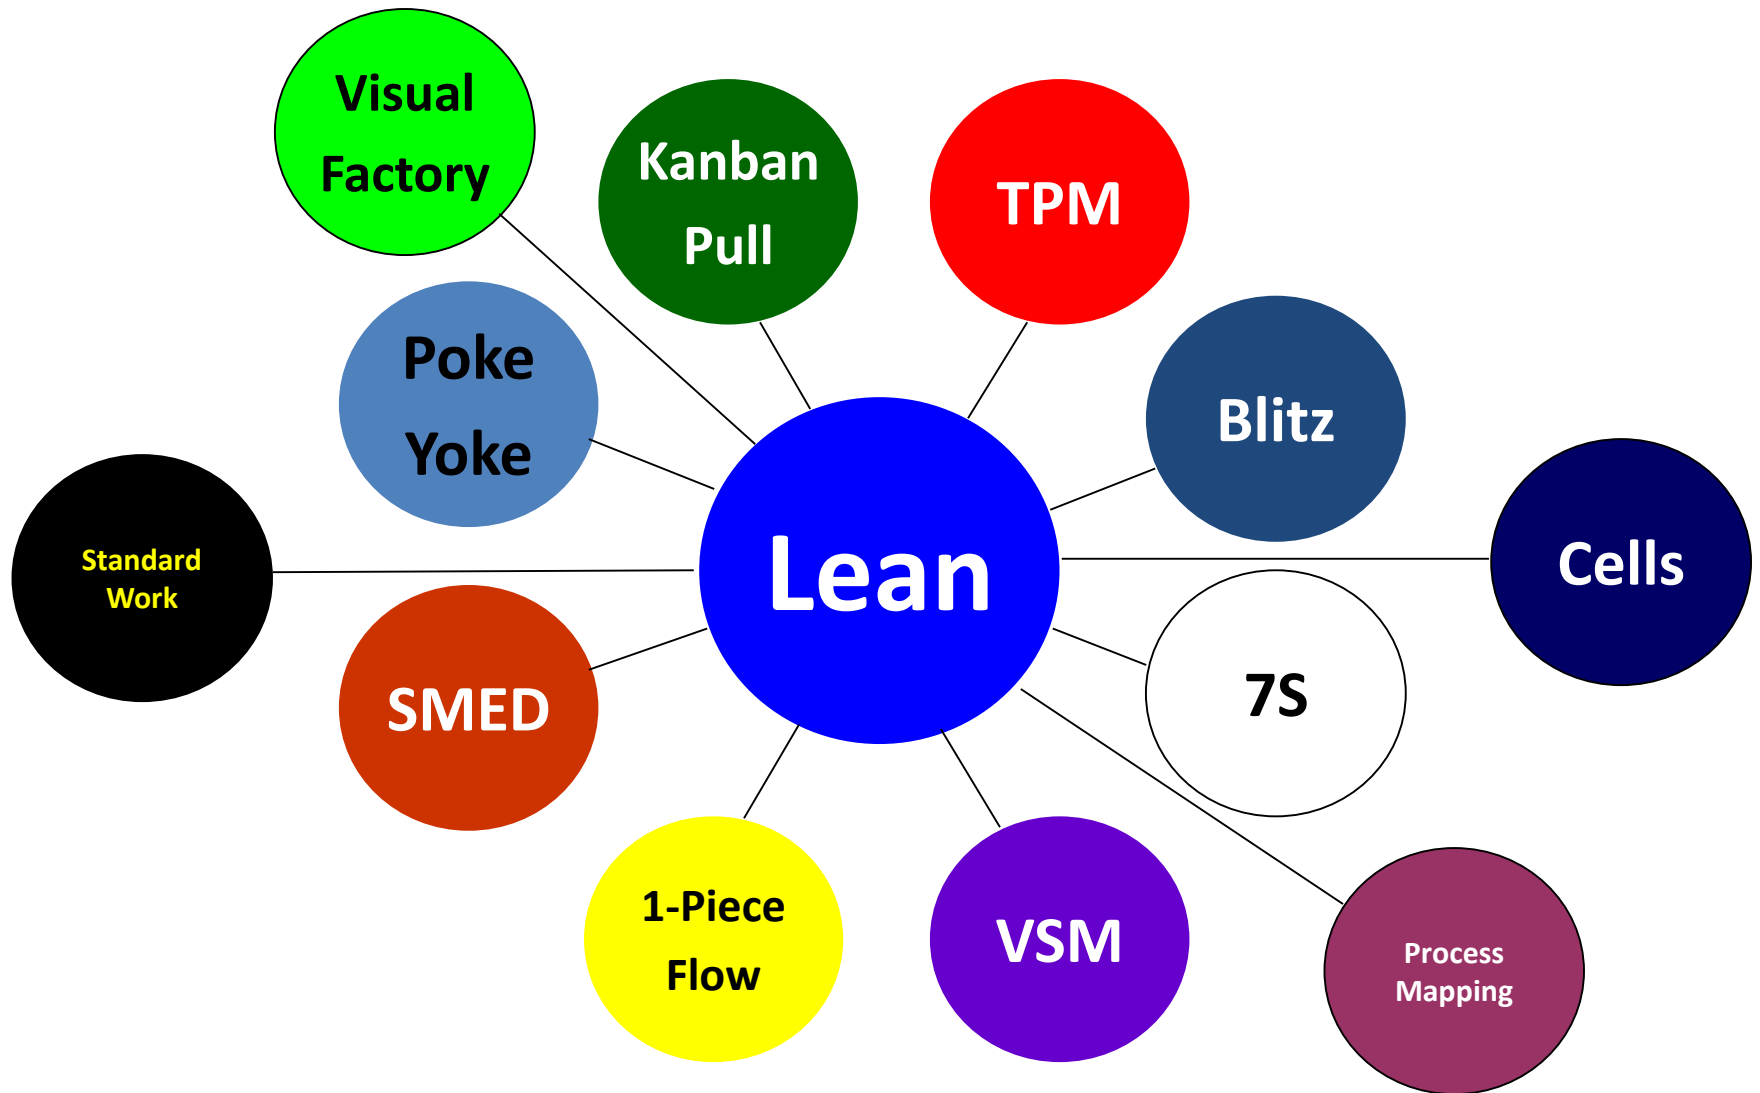 Visual
Factory
Kanban
Pull
TPM
Poke
Yoke
Blitz
Standard
Work
Lean
Cells
SMED
7S
1-Piece
Flow
VSM
Process
Mapping